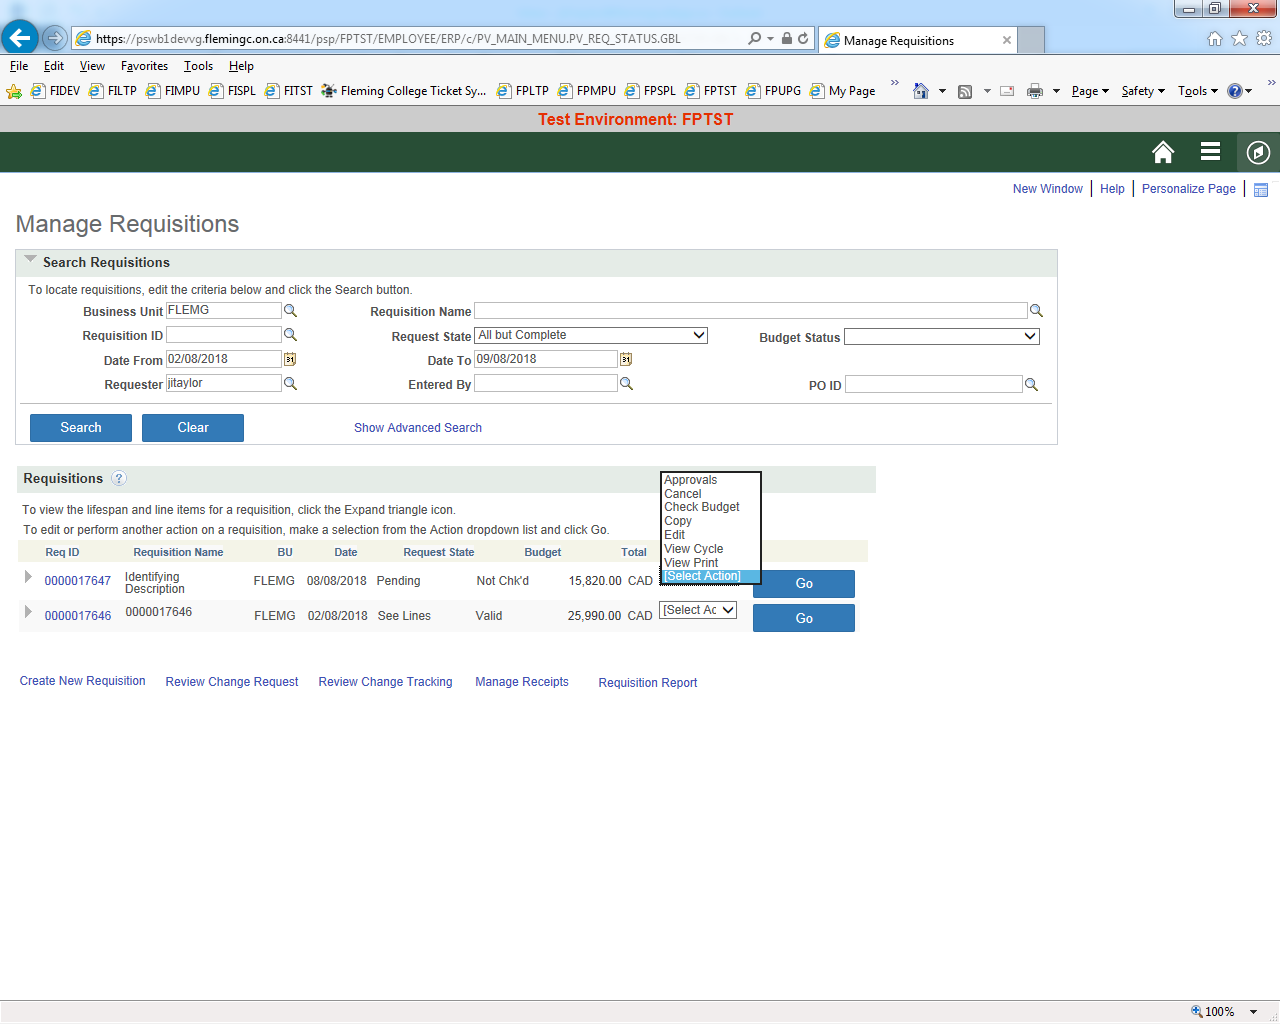 https://pswb1devvg.flemingc.on.ca:8441/psp/FPTST/EMPLOYEE/ERP/c/PV_MAIN_MENU.PV_REQ_STATUS.GBL
Manage Requisitions
File Edit View Favorites Tools Help
FIDEV FILTP FIMPU FISPL FITST Fleming College Ticket Sy... FPLTP FPMPU FPSPL FPTST FPUPG My Page » Page Safety Tools »
Test Environment: FPTST
New Window | Help | Personalize Page |
Manage Requisitions
Search Requisitions
To locate requisitions, edit the criteria below and click the Search button.
Business Unit FLEMG Requisition Name
Requisition ID Request State All but Complete Budget Status
Date From 02/08/2018 Date To 09/08/2018
Requester jitaylor Entered By PO ID
Search Clear Show Advanced Search
Requisitions ?
To view the lifespan and line items for a requisition, click the Expand triangle icon.
To edit or perform another action on a requisition, make a selection from the Action dropdown list and click Go.
Approvals
Cancel
Check Budget
Copy
Edit
View Cycle
View Print
[Select Action]
Req ID Requisition Name BU Date Request State Budget Total
0000017647 Identifying Description FLEMG 08/08/2018 Pending Not Chk'd 15,820.00 CAD Go
0000017646 0000017646 FLEMG 02/08/2018 See Lines Valid 25,990.00 CAD [Select Ac Go
Create New Requisition Review Change Request Review Change Tracking Manage Receipts Requisition Report
100%